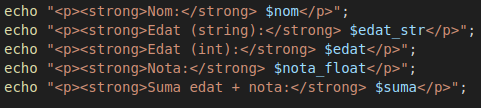 echo "<p><strong>Nom:</strong> $nom</p>";
echo "<p><strong>Edat (string):</strong> $edat_str</p>";
echo "<p><strong>Edat (int):</strong> $edat</p>";
echo "<p><strong>Nota:</strong> $nota_float</p>";
echo "<p><strong>Suma edat + nota:</strong> $suma</p>";